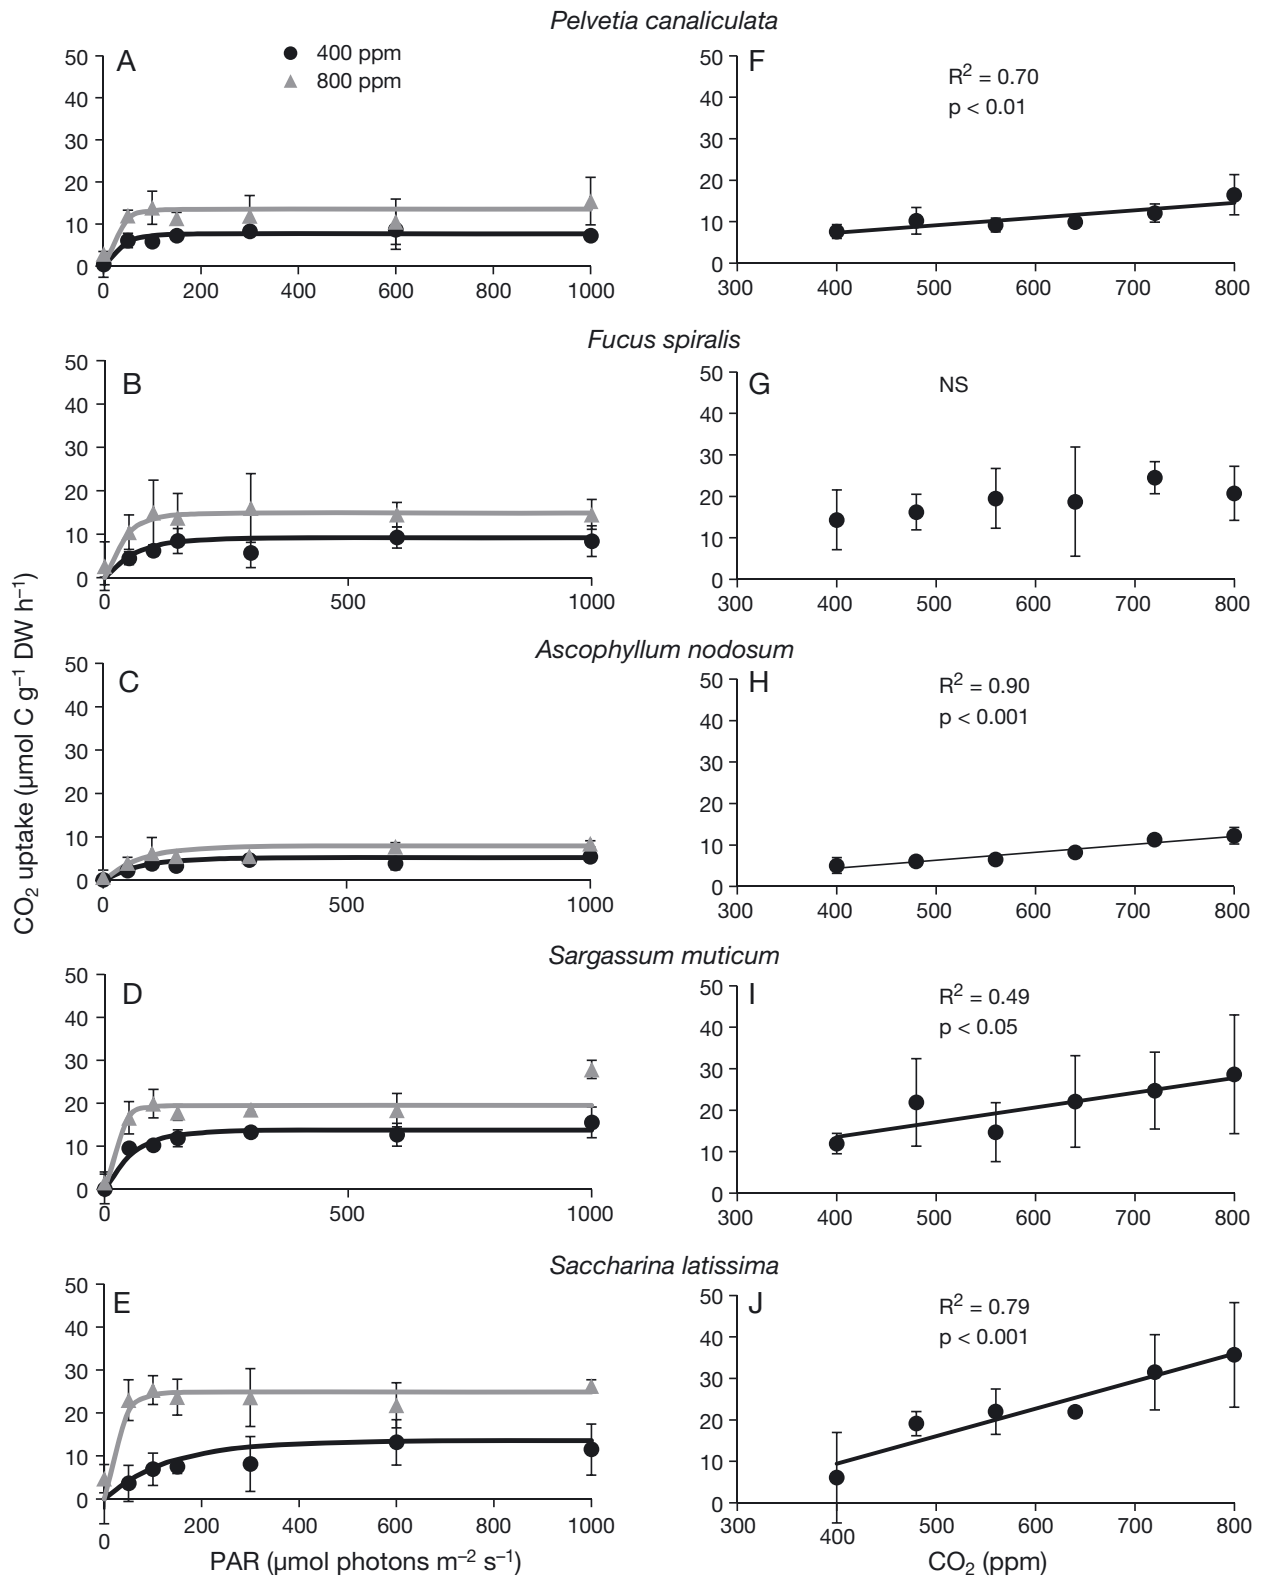 Pelvetia canaliculata
A
400 ppm
800 ppm
50
40
30
20
10
0
0 200 400 600 800 1000
F
R² = 0.70
p < 0.01
50
40
30
20
10
0
300 400 500 600 700 800
Fucus spiralis
B
50
40
30
20
10
0
0 500 1000
G
NS
50
40
30
20
10
0
300 400 500 600 700 800
Ascophyllum nodosum
C
50
40
30
20
10
0
0 500 1000
H
R² = 0.90
p < 0.001
50
40
30
20
10
0
300 400 500 600 700 800
CO₂ uptake (µmol C g⁻¹ DW h⁻¹)
Sargassum muticum
D
50
40
30
20
10
0
0 500 1000
I
R² = 0.49
p < 0.05
50
40
30
20
10
0
300 400 500 600 700 800
Saccharina latissima
E
50
40
30
20
10
0
0 200 400 600 800 1000
PAR (µmol photons m⁻² s⁻¹)
J
R² = 0.79
p < 0.001
50
40
30
20
10
0
300 400 500 600 700 800
CO₂ (ppm)